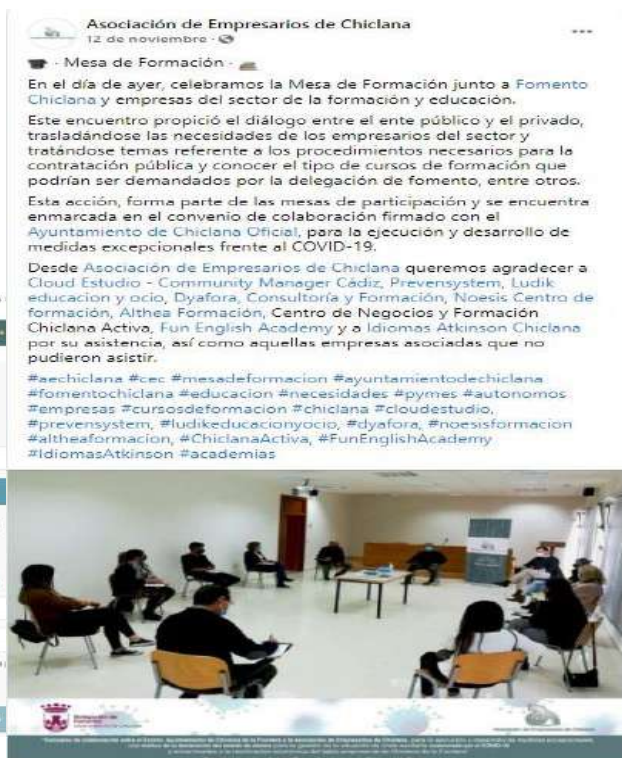 Asociación de Empresarios de Chiclana
12 de noviembre ·
· Mesa de Formación ·
En el día de ayer, celebramos la Mesa de Formación junto a Fomento
Chiclana y empresas del sector de la formación y educación.
Este encuentro propició el diálogo entre el ente público y el privado,
trasladándose las necesidades de los empresarios del sector y
tratándose temas referente a los procedimientos necesarios para la
contratación pública y conocer el tipo de cursos de formación que
podrían ser demandados por la delegación de fomento, entre otros.
Esta acción, forma parte de las mesas de participación y se encuentra
enmarcada en el convenio de colaboración firmado con el
Ayuntamiento de Chiclana Oficial, para la ejecución y desarrollo de
medidas excepcionales frente al COVID-19.
Desde Asociación de Empresarios de Chiclana queremos agradecer a
Cloud Estudio - Community Manager Cádiz, Prevensystem, Ludik
educacion y ocio, Dyafora, Consultoría y Formación, Noesis Centro de
formación, Althea Formación, Centro de Negocios y Formación
Chiclana Activa, Fun English Academy y a Idiomas Atkinson Chiclana
por su asistencia, así como aquellas empresas asociadas que no
pudieron asistir.
#aechiclana #cec #mesadeformacion #ayuntamientodechiclana
#fomentochiclana #educacion #necesidades #pymes #autonomos
#empresas #cursosdeformacion #chiclana #cloudestudio,
#prevensystem, #ludikeducacionyocio, #dyafora, #noesisformacion
#altheaformacion, #ChiclanaActiva, #FunEnglishAcademy
#IdiomasAtkinson #academias